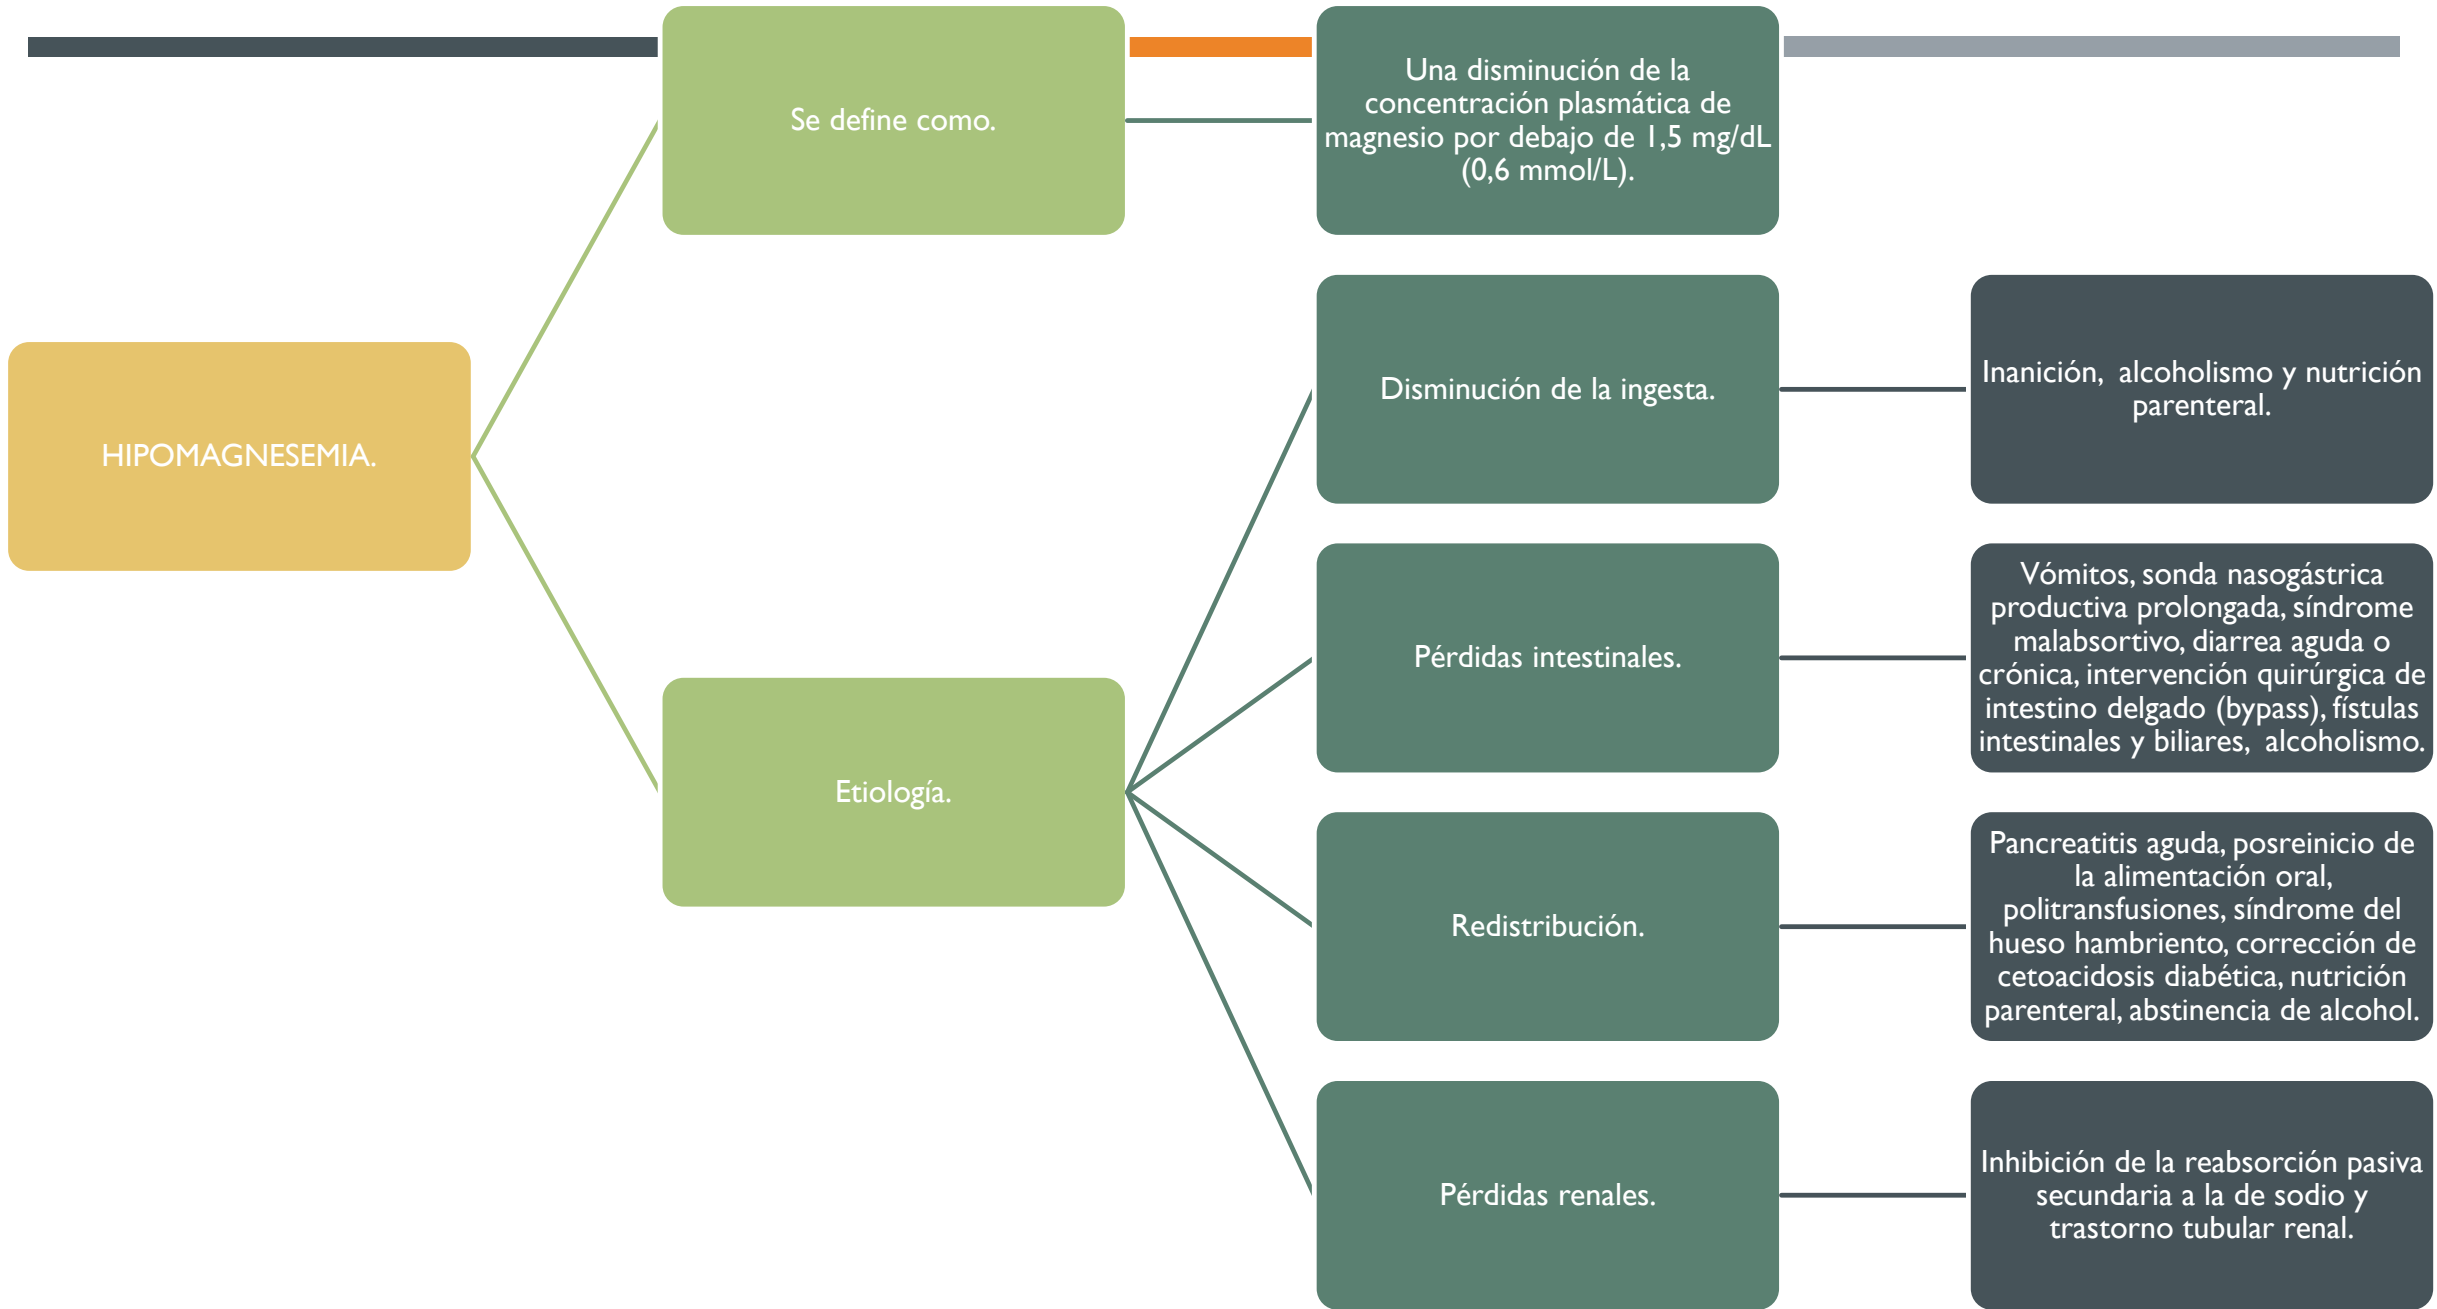 Se define como.
Una disminución de la
concentración plasmática de
magnesio por debajo de 1,5 mg/dL
(0,6 mmol/L).
HIPOMAGNESEMIA.
Etiología.
Disminución de la ingesta.
Inanición,  alcoholismo y nutrición
parenteral.
Pérdidas intestinales.
Vómitos, sonda nasogástrica
productiva prolongada, síndrome
malabsortivo, diarrea aguda o
crónica, intervención quirúrgica de
intestino delgado (bypass), fístulas
intestinales y biliares,  alcoholismo.
Redistribución.
Pancreatitis aguda, posreinicio de
la alimentación oral,
politransfusiones, síndrome del
hueso hambriento, corrección de
cetoacidosis diabética, nutrición
parenteral, abstinencia de alcohol.
Pérdidas renales.
Inhibición de la reabsorción pasiva
secundaria a la de sodio y
trastorno tubular renal.